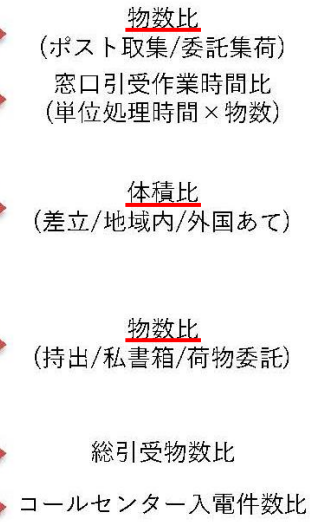 物数比
(ポスト取集/委託集荷)
窓口引受作業時間比
(単位処理時間×物数)
体積比
(差立/地域内/外国あて)
物数比
(持出/私書箱/荷物委託)
総引受物数比
コールセンター入電件数比